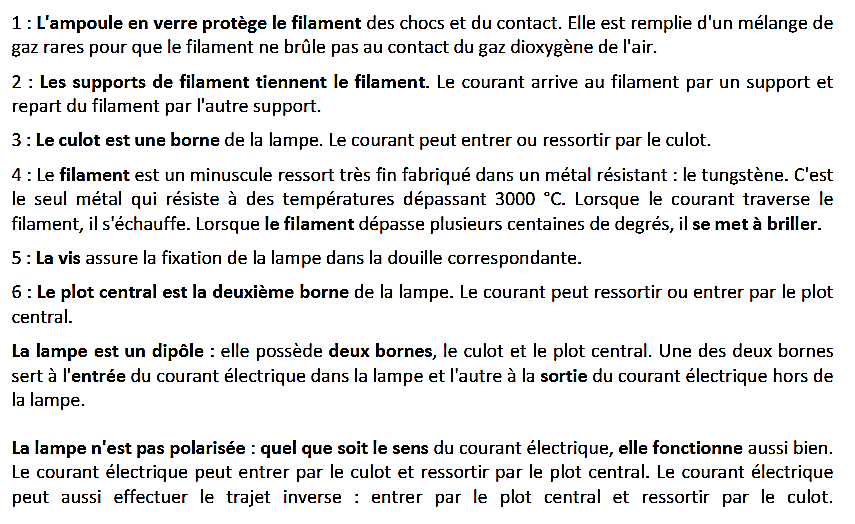 1 : L'ampoule en verre protège le filament des chocs et du contact. Elle est remplie d'un mélange de
gaz rares pour que le filament ne brûle pas au contact du gaz dioxygène de l'air.
2 : Les supports de filament tiennent le filament. Le courant arrive au filament par un support et
repart du filament par l'autre support.
3 : Le culot est une borne de la lampe. Le courant peut entrer ou ressortir par le culot.
4 : Le filament est un minuscule ressort très fin fabriqué dans un métal résistant : le tungstène. C'est
le seul métal qui résiste à des températures dépassant 3000 °C. Lorsque le courant traverse le
filament, il s'échauffe. Lorsque le filament dépasse plusieurs centaines de degrés, il se met à briller.
5 : La vis assure la fixation de la lampe dans la douille correspondante.
6 : Le plot central est la deuxième borne de la lampe. Le courant peut ressortir ou entrer par le plot
central.
La lampe est un dipôle : elle possède deux bornes, le culot et le plot central. Une des deux bornes
sert à l'entrée du courant électrique dans la lampe et l'autre à la sortie du courant électrique hors de
la lampe.
La lampe n'est pas polarisée : quel que soit le sens du courant électrique, elle fonctionne aussi bien.
Le courant électrique peut entrer par le culot et ressortir par le plot central. Le courant électrique
peut aussi effectuer le trajet inverse : entrer par le plot central et ressortir par le culot.